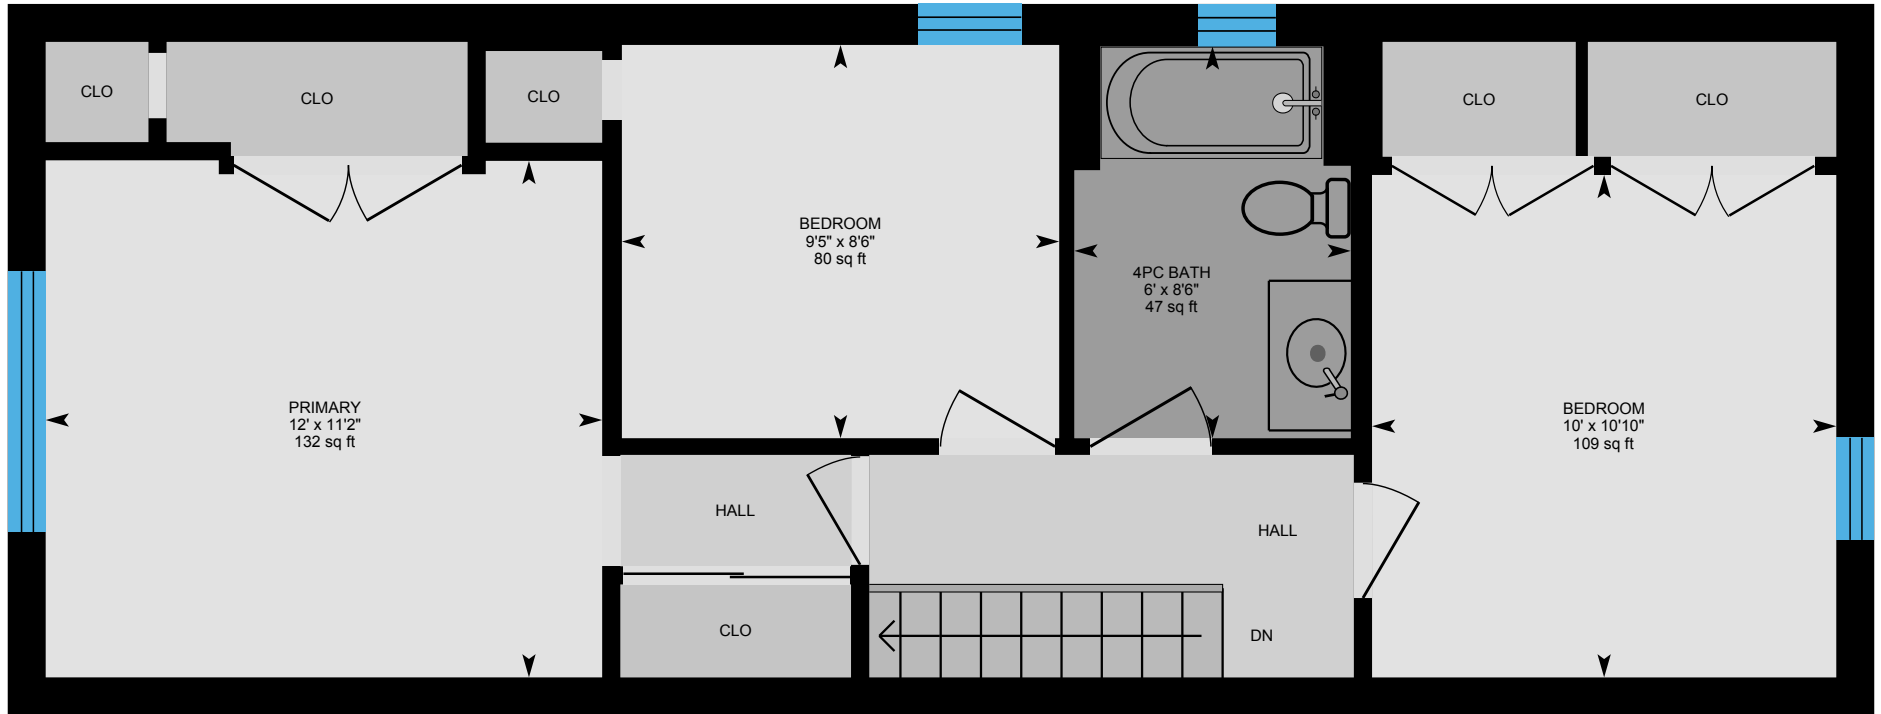 CLO
CLO
CLO
CLO
CLO
BEDROOM
9'5" x 8'6"
80 sq ft
4PC BATH
6' x 8'6"
47 sq ft
PRIMARY
12' x 11'2"
132 sq ft
BEDROOM
10' x 10'10"
109 sq ft
HALL
HALL
CLO
DN